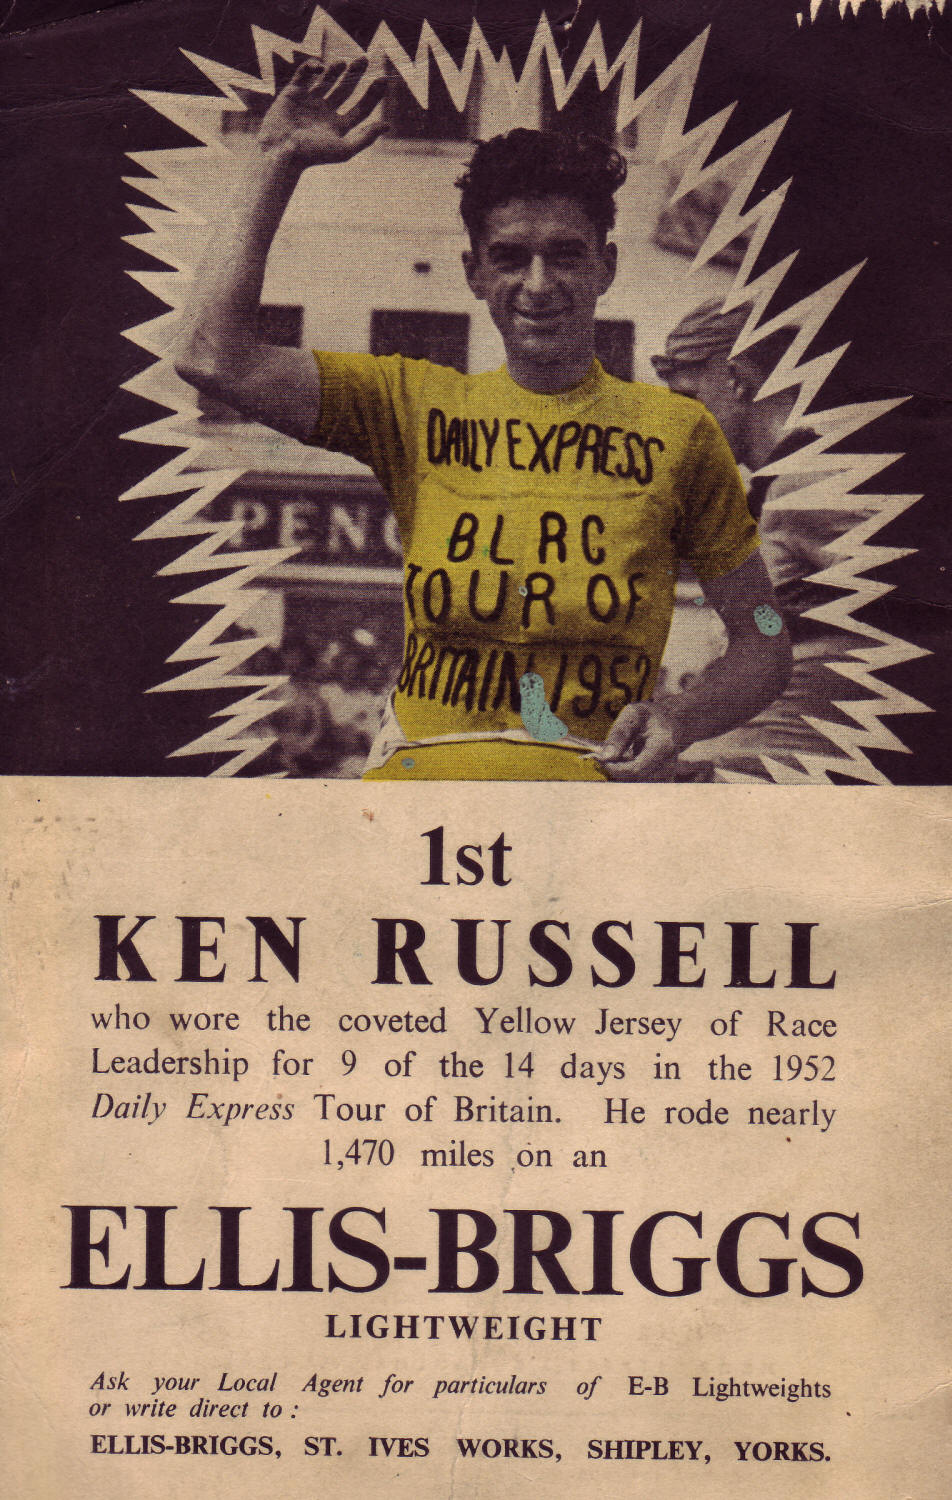 PENG
DAILY EXPRESS
BLRC
TOUR OF
BRITAIN 1952
1st
KEN RUSSELL
who wore the coveted Yellow Jersey of Race
Leadership for 9 of the 14 days in the 1952
Daily Express Tour of Britain. He rode nearly
1,470 miles on an
ELLIS-BRIGGS
LIGHTWEIGHT
Ask your Local Agent for particulars of E-B Lightweights
or write direct to :
ELLIS-BRIGGS, ST. IVES WORKS, SHIPLEY, YORKS.